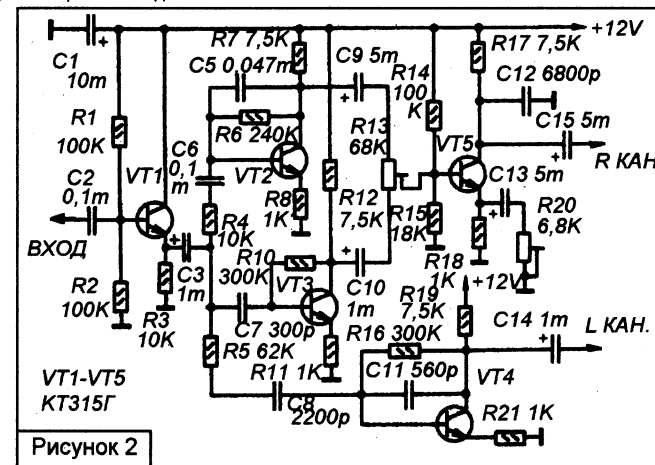 R7 7,5K
+12V
R17 7,5K
C1
10m
C5 0,047m
C9 5m
R14
100
K
C12 6800p
R1
100K
R6 240K
R13
68K
C15 5m
VT1
C6
0,1
m
VT2
VT5
R КАН.
C2
0,1m
R8
1K
R12
7,5K
C13 5m
R20
6,8K
R4
10K
R15
18K
ВХОД
R10
300K
C3
1m
VT3
C10
1m
R18
1K
+12V
R2
100K
R3
10K
C7 300p
R19
7,5K
C14 1m
R5 62K
R16 300K
L КАН.
R11 1K
C11 560p
VT1-VT5
КТ315Г
C8
2200p
VT4
R21 1K
Рисунок 2